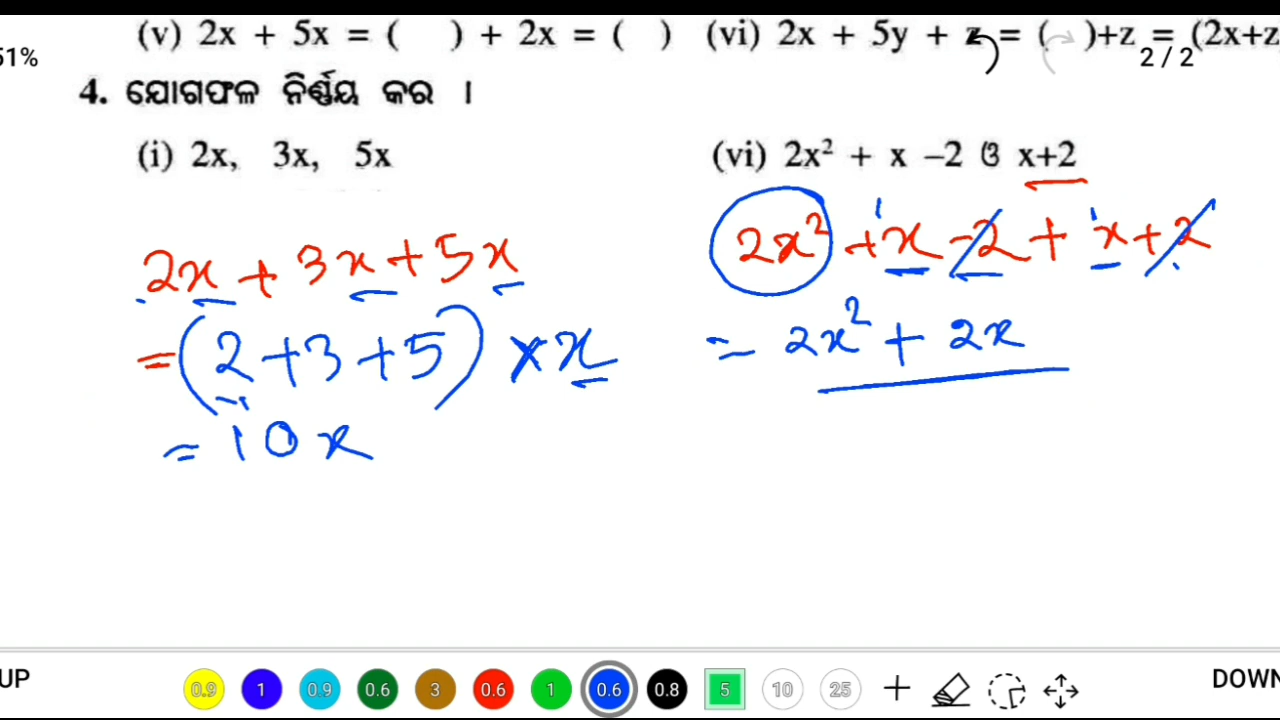 (v) 2x + 5x = (    ) + 2x = (   ) (vi) 2x + 5y + z = (    )+z = (2x+z
51%
2 / 2
4. ଯୋଗଫଳ ନିର୍ଣ୍ଣୟ କର ।
(i) 2x, 3x, 5x
(vi) 2x² + x –2 ଓ x+2
2x + 3x + 5x
= (2 + 3 + 5) × x
= 10x
2x² + 1x - 2 + 1x + 2
= 2x² + 2x
UP 0.9 1 0.9 0.6 3 0.6 1 0.6 0.8 5 10 25 + DOWN